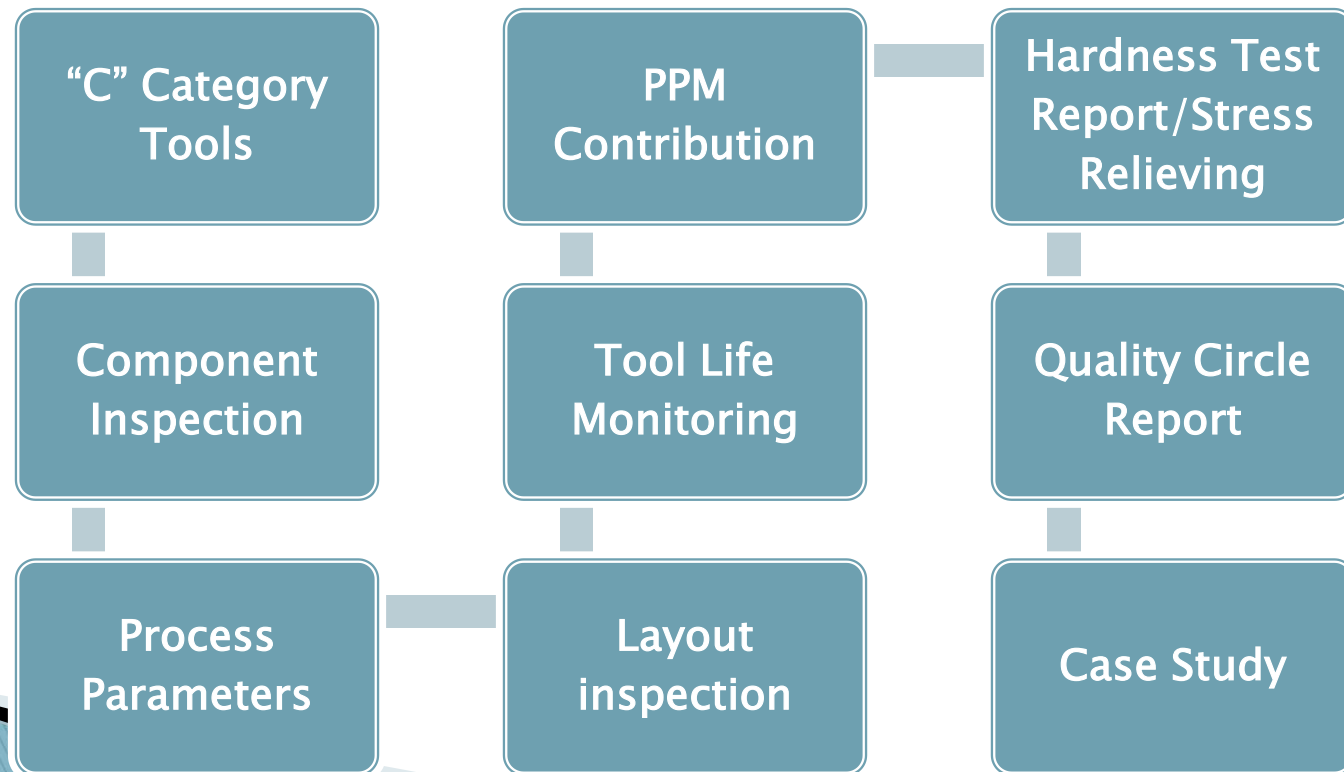 “C” Category
Tools
Component
Inspection
Process
Parameters
Layout
inspection
Tool Life
Monitoring
PPM
Contribution
Hardness Test
Report/Stress
Relieving
Quality Circle
Report
Case Study